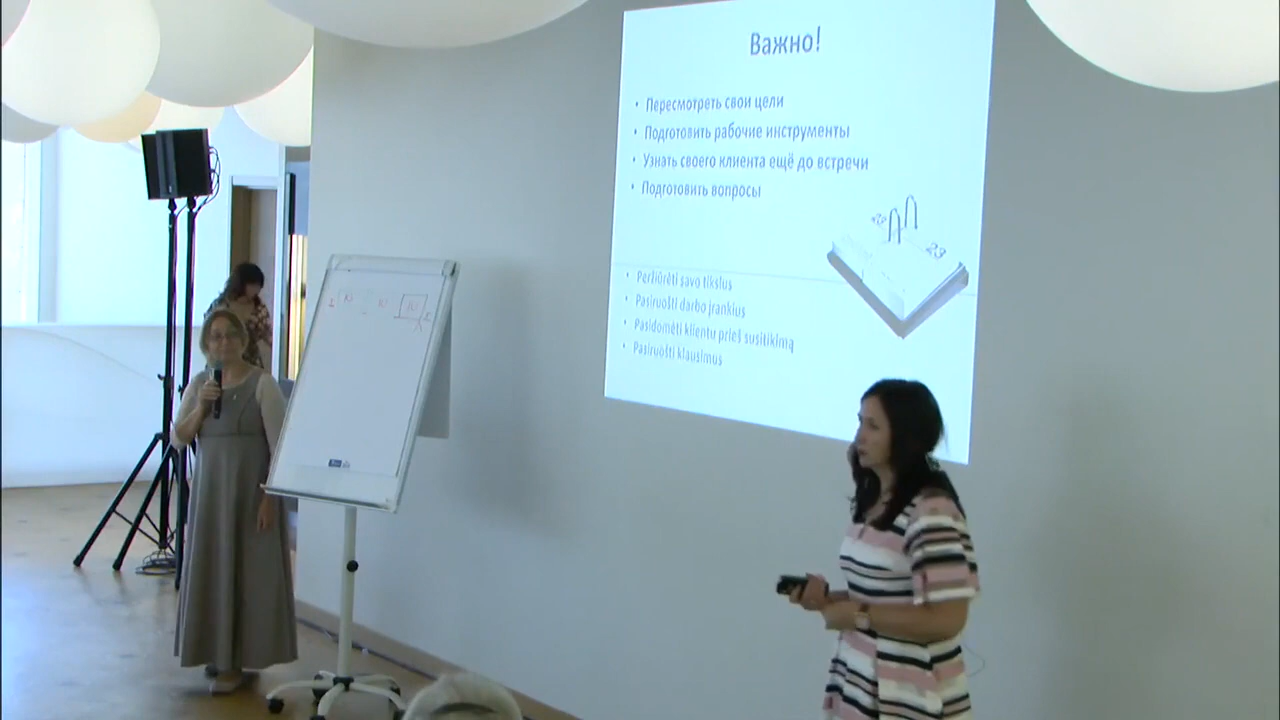 Важно!
• Пересмотреть свои цели
• Подготовить рабочие инструменты
• Узнать своего клиента ещё до встречи
• Подготовить вопросы
23
• Peržiūrėti savo tikslus
• Pasiruošti darbo įrankius
• Pasidomėti klientu prieš susitikimą
• Pasiruošti klausimus